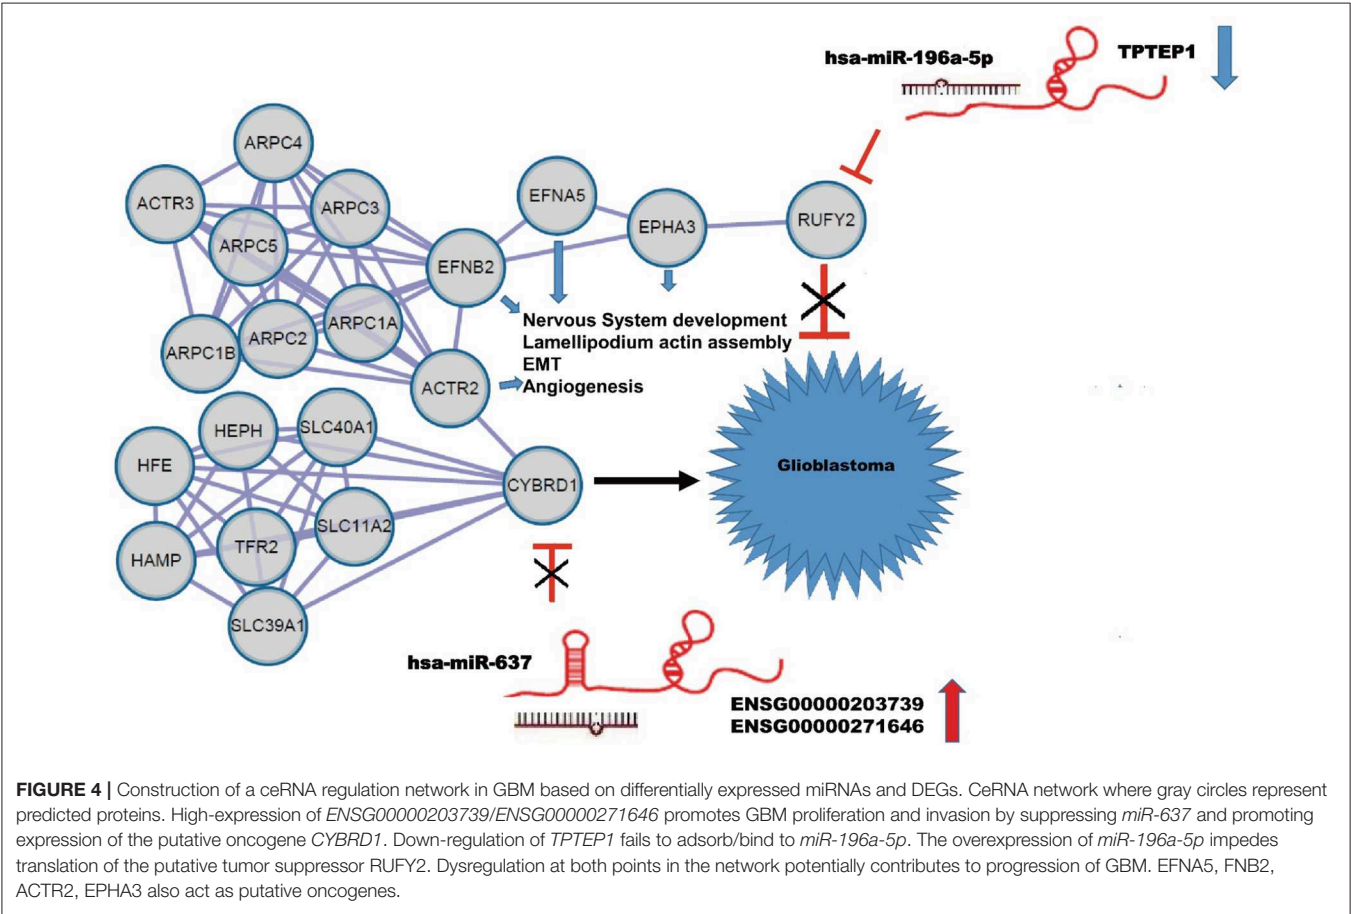 hsa-miR-196a-5p
TPTEP1
ARPC4
ACTR3
ARPC3
ARPC5
EFNA5
EPHA3
RUFY2
EFNB2
ARPC1A
ARPC2
ARPC1B
ACTR2
Nervous System development
Lamellipodium actin assembly
EMT
Angiogenesis
HEPH
SLC40A1
HFE
CYBRD1
Glioblastoma
SLC11A2
TFR2
HAMP
SLC39A1
hsa-miR-637
ENSG00000203739
ENSG00000271646
FIGURE 4 | Construction of a ceRNA regulation network in GBM based on differentially expressed miRNAs and DEGs. CeRNA network where gray circles represent
predicted proteins. High-expression of ENSG00000203739/ENSG00000271646 promotes GBM proliferation and invasion by suppressing miR-637 and promoting
expression of the putative oncogene CYBRD1. Down-regulation of TPTEP1 fails to adsorb/bind to miR-196a-5p. The overexpression of miR-196a-5p impedes
translation of the putative tumor suppressor RUFY2. Dysregulation at both points in the network potentially contributes to progression of GBM. EFNA5, FNB2,
ACTR2, EPHA3 also act as putative oncogenes.